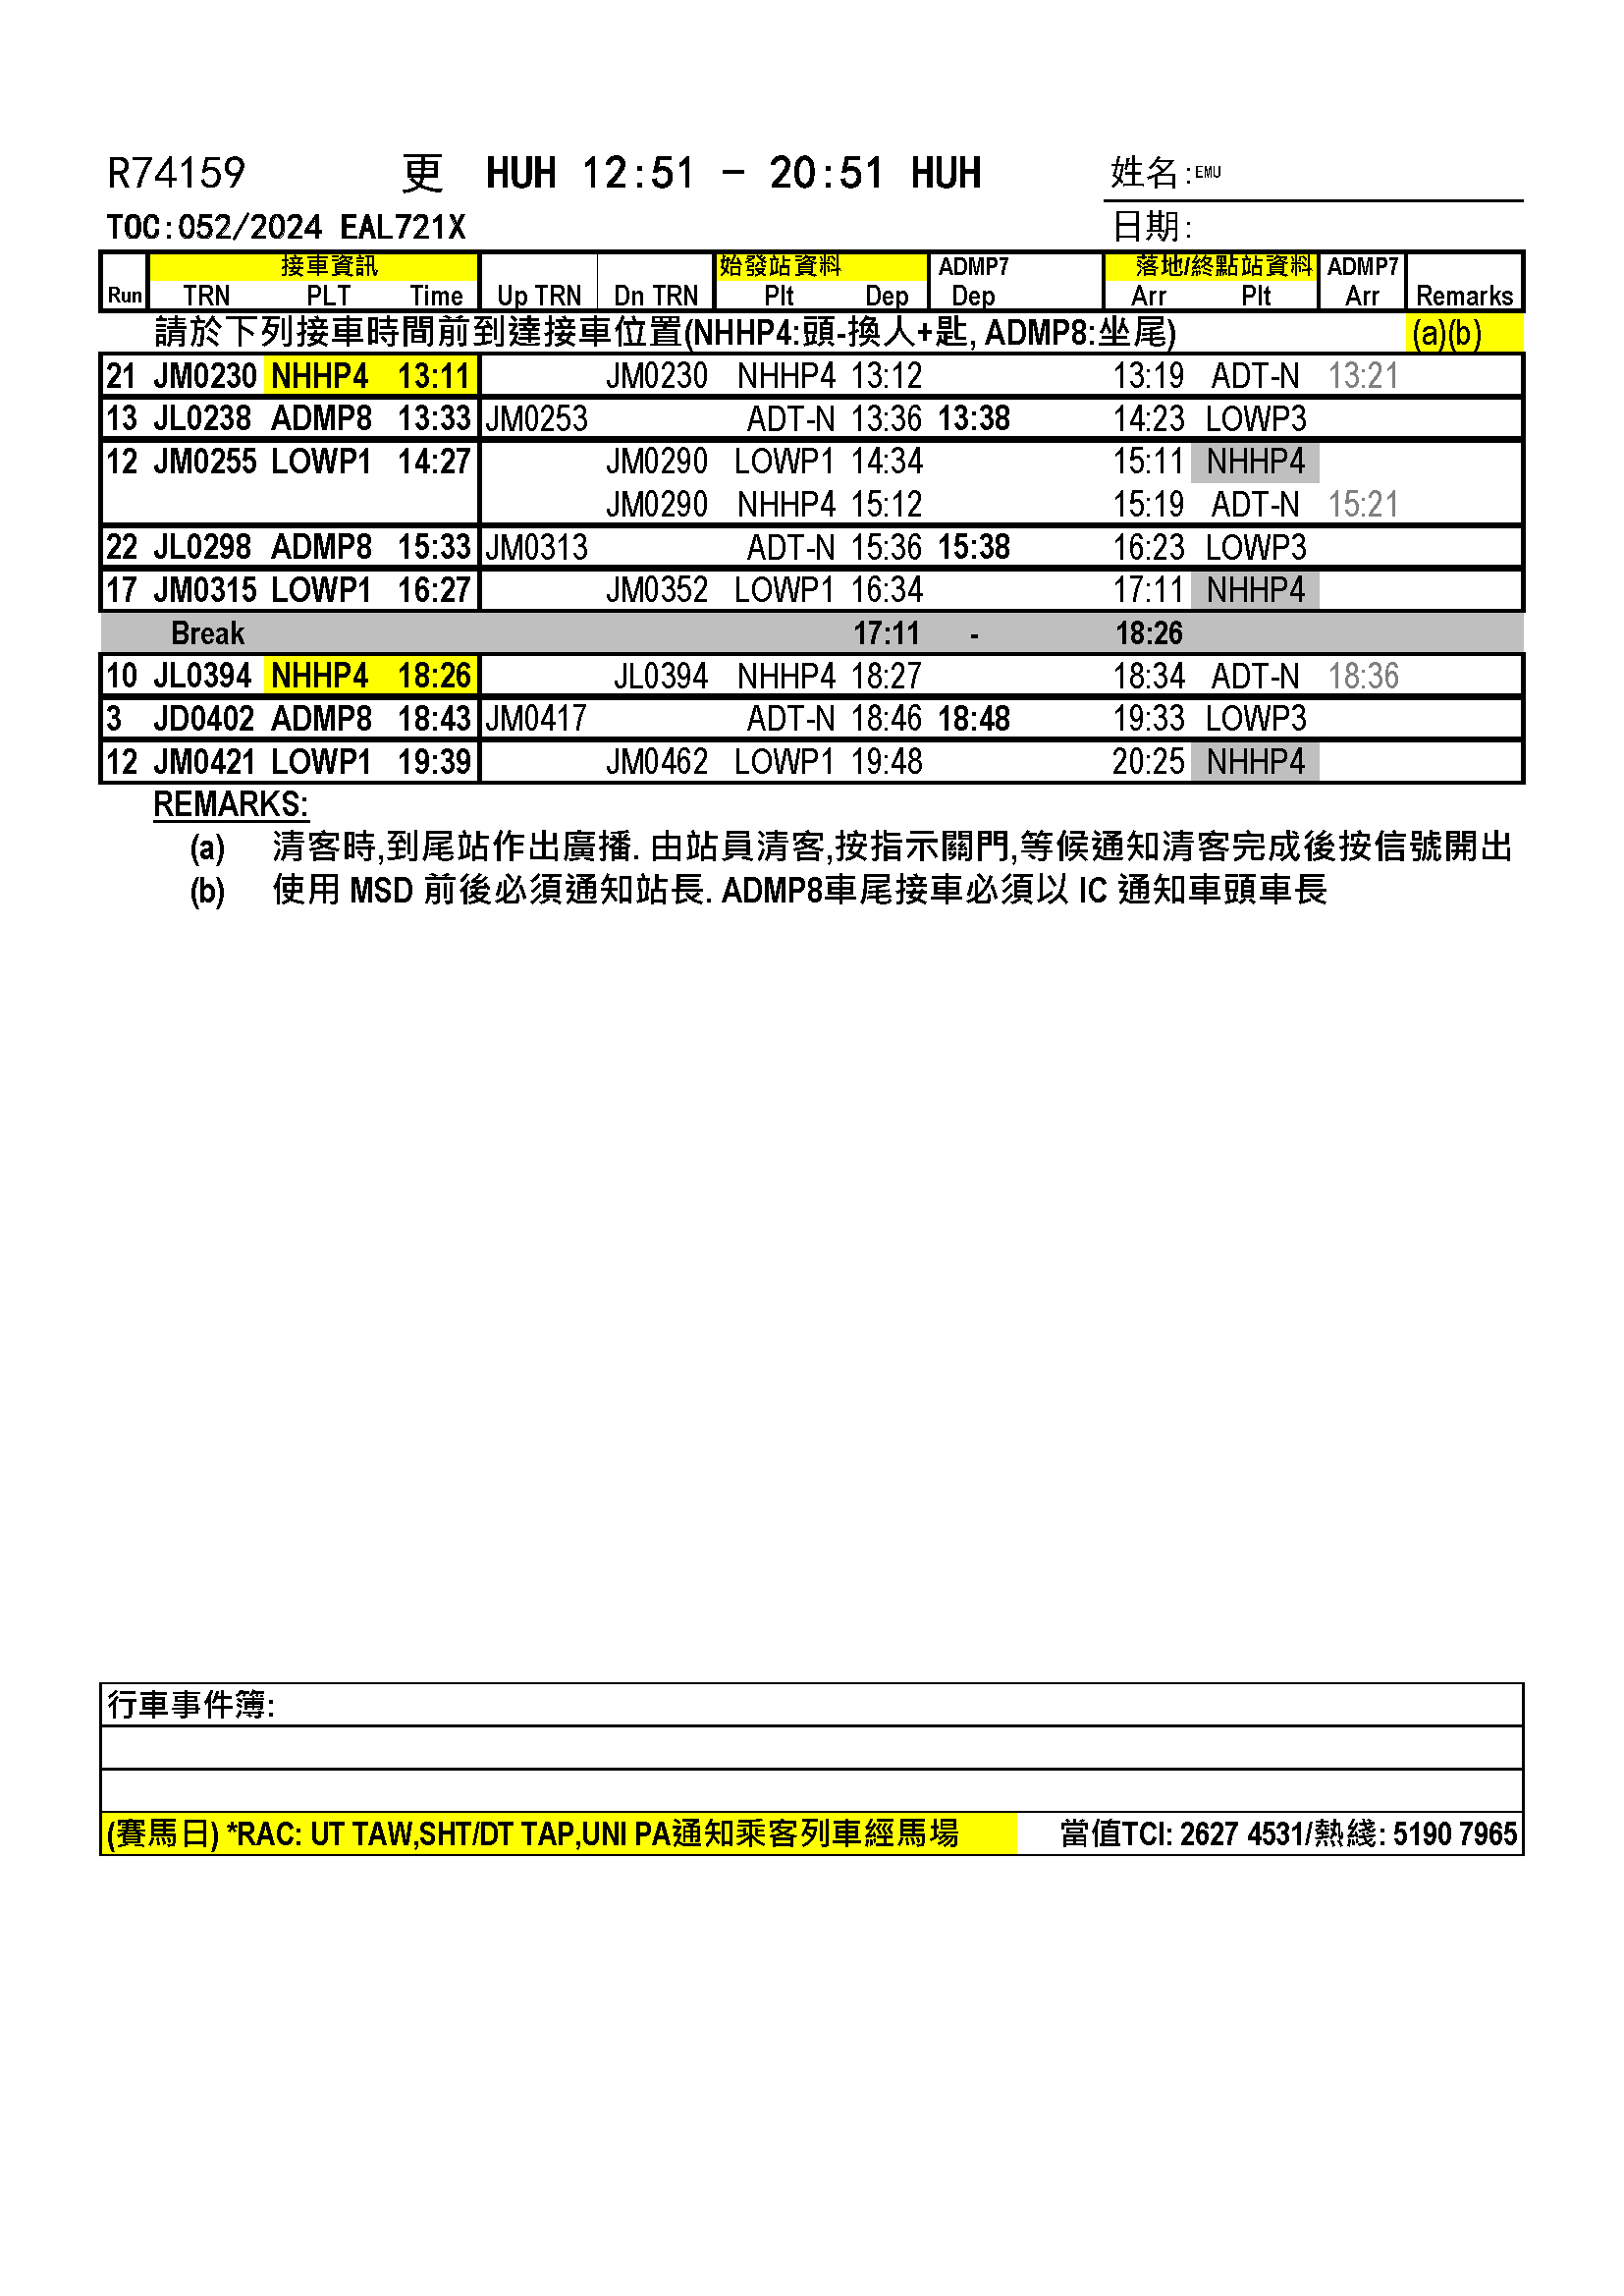 R74159 更 HUH 12:51 - 20:51 HUH 姓名:EMU
TOC:052/2024 EAL721X 日期:
接車資訊 始發站資料 ADMP7 落地/終點站資料 ADMP7
Run TRN PLT Time Up TRN Dn TRN Plt Dep Dep Arr Plt Arr Remarks
請於下列接車時間前到達接車位置(NHHP4:頭-換人+匙, ADMP8:坐尾) (a)(b)
21 JM0230 NHHP4 13:11 JM0230 NHHP4 13:12 13:19 ADT-N 13:21
13 JL0238 ADMP8 13:33 JM0253 ADT-N 13:36 13:38 14:23 LOWP3
12 JM0255 LOWP1 14:27 JM0290 LOWP1 14:34 15:11 NHHP4
JM0290 NHHP4 15:12 15:19 ADT-N 15:21
22 JL0298 ADMP8 15:33 JM0313 ADT-N 15:36 15:38 16:23 LOWP3
17 JM0315 LOWP1 16:27 JM0352 LOWP1 16:34 17:11 NHHP4
Break 17:11 - 18:26
10 JL0394 NHHP4 18:26 JL0394 NHHP4 18:27 18:34 ADT-N 18:36
3 JD0402 ADMP8 18:43 JM0417 ADT-N 18:46 18:48 19:33 LOWP3
12 JM0421 LOWP1 19:39 JM0462 LOWP1 19:48 20:25 NHHP4
REMARKS:
(a) 清客時,到尾站作出廣播. 由站員清客,按指示關門,等候通知清客完成後按信號開出
(b) 使用 MSD 前後必須通知站長. ADMP8車尾接車必須以 IC 通知車頭車長
行車事件簿:
(賽馬日) *RAC: UT TAW,SHT/DT TAP,UNI PA通知乘客列車經馬場 當值TCI: 2627 4531/熱綫: 5190 7965